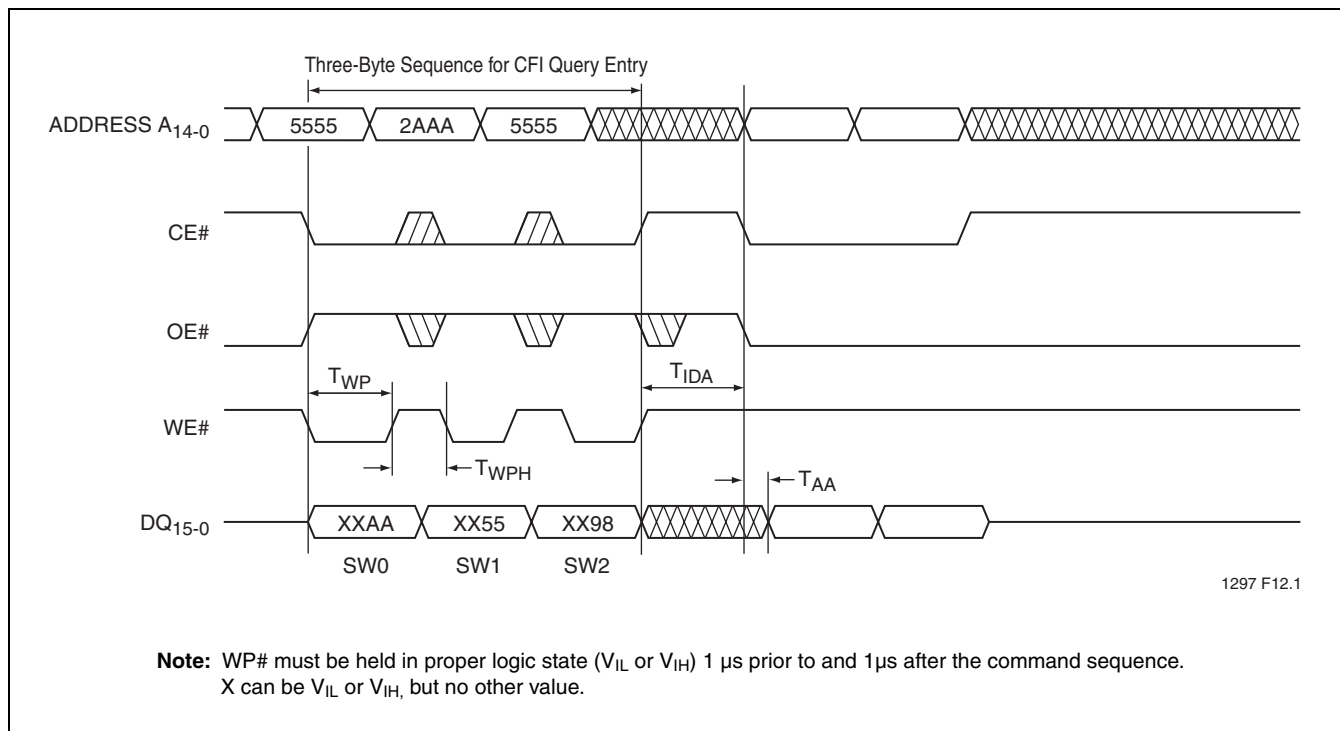 Three-Byte Sequence for CFI Query Entry
ADDRESS A14-0
5555 2AAA 5555
CE#
OE#
TWP TIDA
WE#
TWPH
TAA
DQ15-0
XXAA XX55 XX98
SW0 SW1 SW2
1297 F12.1
Note: WP# must be held in proper logic state (VIL or VIH) 1 µs prior to and 1µs after the command sequence.
X can be VIL or VIH, but no other value.